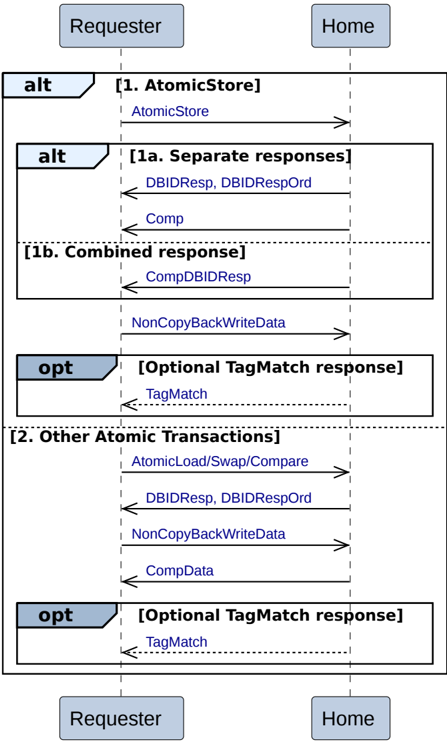 Requester Home
alt [1. AtomicStore]
AtomicStore
alt [1a. Separate responses]
DBIDResp, DBIDRespOrd
Comp
[1b. Combined response]
CompDBIDResp
NonCopyBackWriteData
opt [Optional TagMatch response]
TagMatch
[2. Other Atomic Transactions]
AtomicLoad/Swap/Compare
DBIDResp, DBIDRespOrd
NonCopyBackWriteData
CompData
opt [Optional TagMatch response]
TagMatch
Requester Home